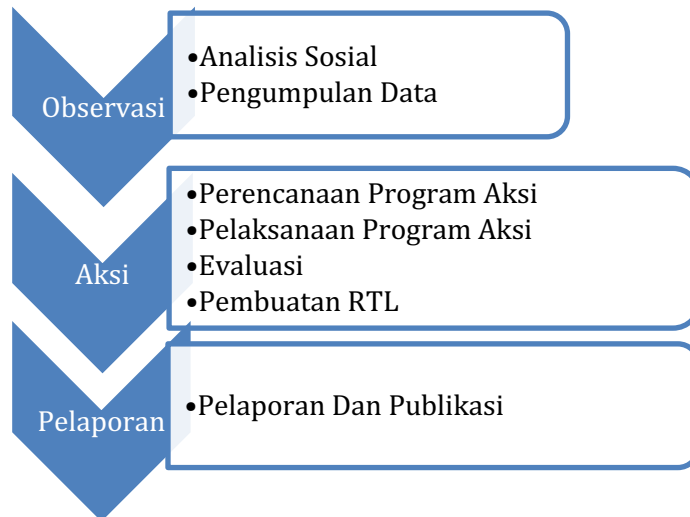 Observasi
•Analisis Sosial
•Pengumpulan Data
Aksi
•Perencanaan Program Aksi
•Pelaksanaan Program Aksi
•Evaluasi
•Pembuatan RTL
Pelaporan
•Pelaporan Dan Publikasi